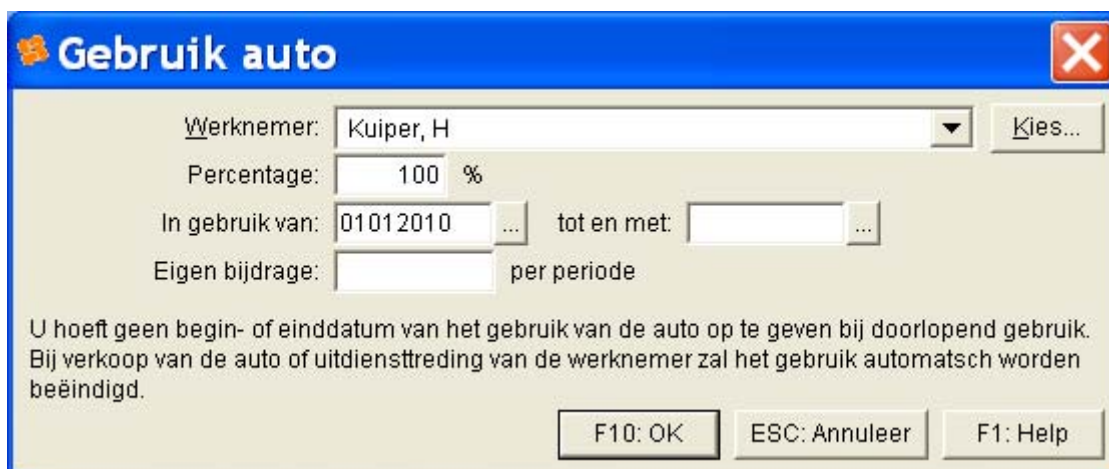 Gebruik auto
Werknemer: Kuiper, H Kies...
Percentage: 100 %
In gebruik van: 01012010 ... tot en met: ...
Eigen bijdrage: per periode
U hoeft geen begin- of einddatum van het gebruik van de auto op te geven bij doorlopend gebruik.
Bij verkoop van de auto of uitdiensttreding van de werknemer zal het gebruik automatsch worden
beëindigd.
F10: OK ESC: Annuleer F1: Help